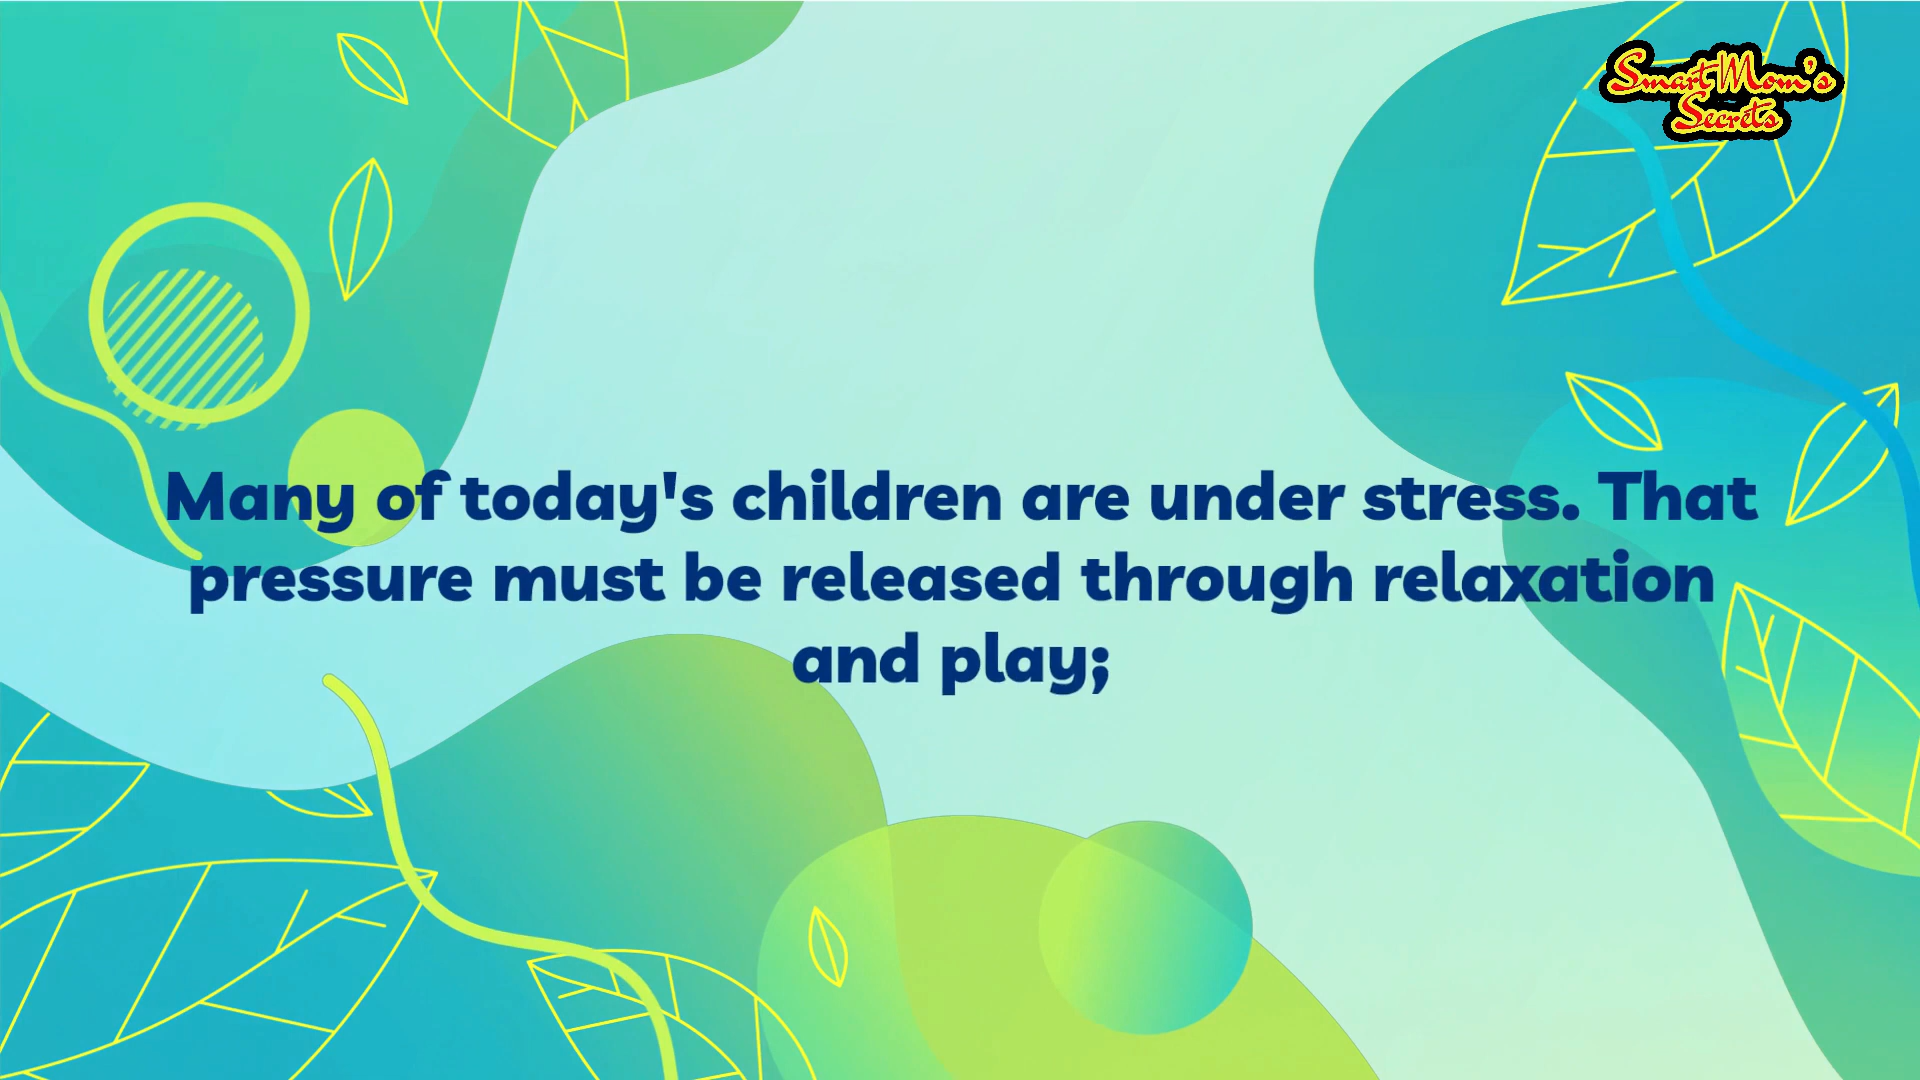 Smart Mom's
Secrets
Many of today's children are under stress. That
pressure must be released through relaxation
and play;